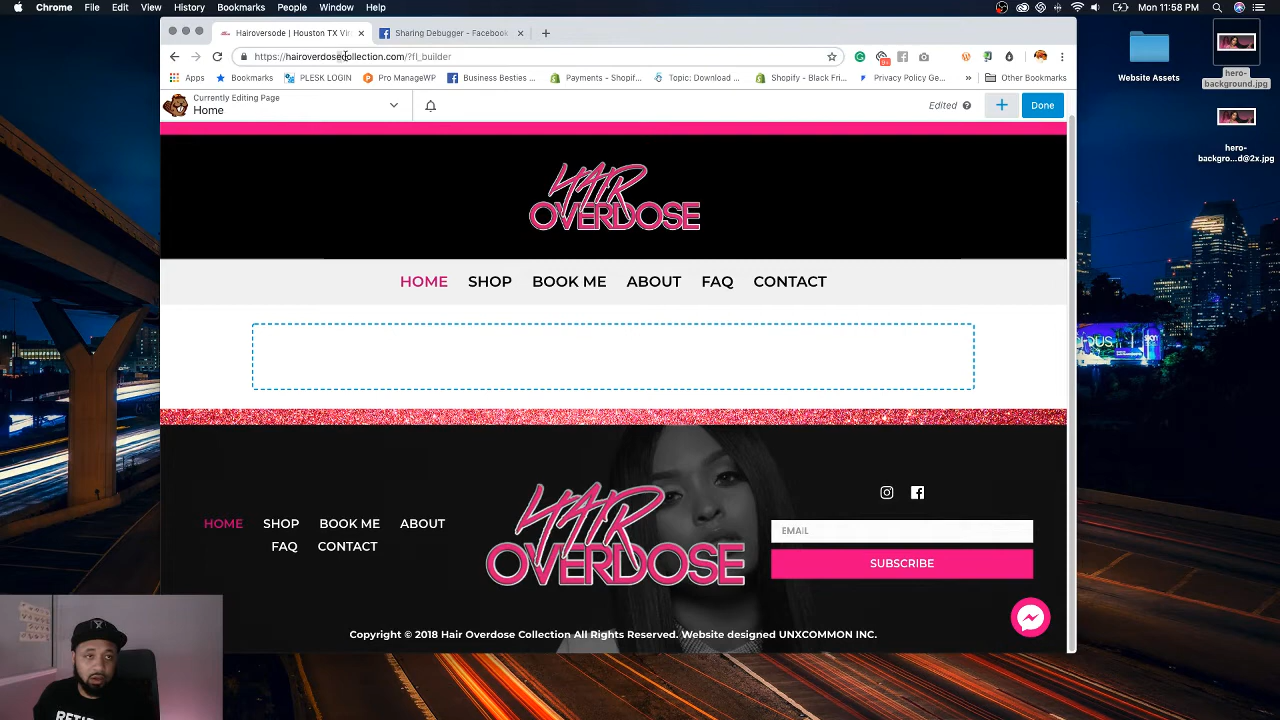 Chrome File Edit View History Bookmarks People Window Help
Mon 11:58 PM
Hairoversode | Houston TX Vir
Sharing Debugger - Facebook
https://hairoverdosecollection.com/?fl_builder
Apps Bookmarks PLESK LOGIN Pro ManageWP Business Besties ... Payments - Shopif... Topic: Download ... Shopify - Black Fri... Privacy Policy Ge... » Other Bookmarks
Currently Editing Page
Home
Edited
Done
HAIR
OVERDOSE
HOME SHOP BOOK ME ABOUT FAQ CONTACT
HOME SHOP BOOK ME ABOUT
FAQ CONTACT
HAIR
OVERDOSE
EMAIL
SUBSCRIBE
Copyright © 2018 Hair Overdose Collection All Rights Reserved. Website designed UNXCOMMON INC.
Website Assets
hero-
background.jpg
hero-
backgro...d@2x.jpg